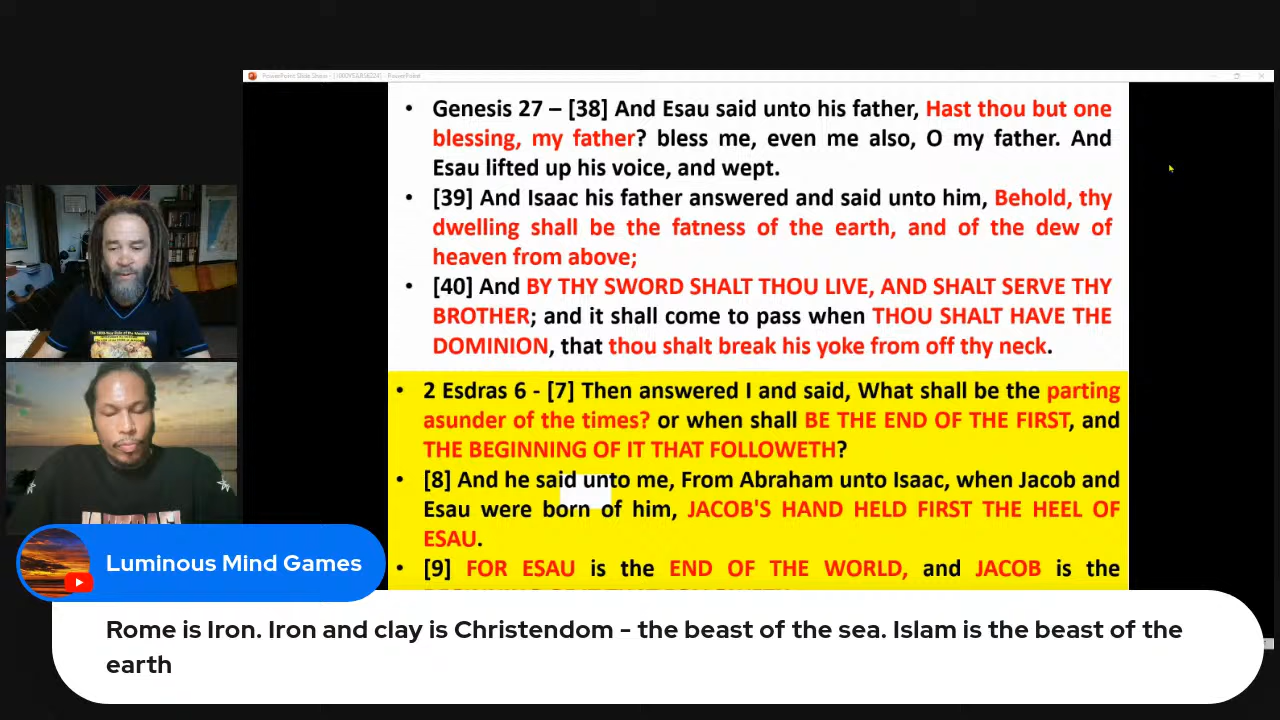 Genesis 27 – [38] And Esau said unto his father, Hast thou but one
blessing, my father? bless me, even me also, O my father. And
Esau lifted up his voice, and wept.
[39] And Isaac his father answered and said unto him, Behold, thy
dwelling shall be the fatness of the earth, and of the dew of
heaven from above;
[40] And BY THY SWORD SHALT THOU LIVE, AND SHALT SERVE THY
BROTHER; and it shall come to pass when THOU SHALT HAVE THE
DOMINION, that thou shalt break his yoke from off thy neck.
2 Esdras 6 - [7] Then answered I and said, What shall be the parting
asunder of the times? or when shall BE THE END OF THE FIRST, and
THE BEGINNING OF IT THAT FOLLOWETH?
[8] And he said unto me, From Abraham unto Isaac, when Jacob and
Esau were born of him, JACOB'S HAND HELD FIRST THE HEEL OF
ESAU.
[9] FOR ESAU is the END OF THE WORLD, and JACOB is the
Luminous Mind Games
Rome is Iron. Iron and clay is Christendom - the beast of the sea. Islam is the beast of the
earth